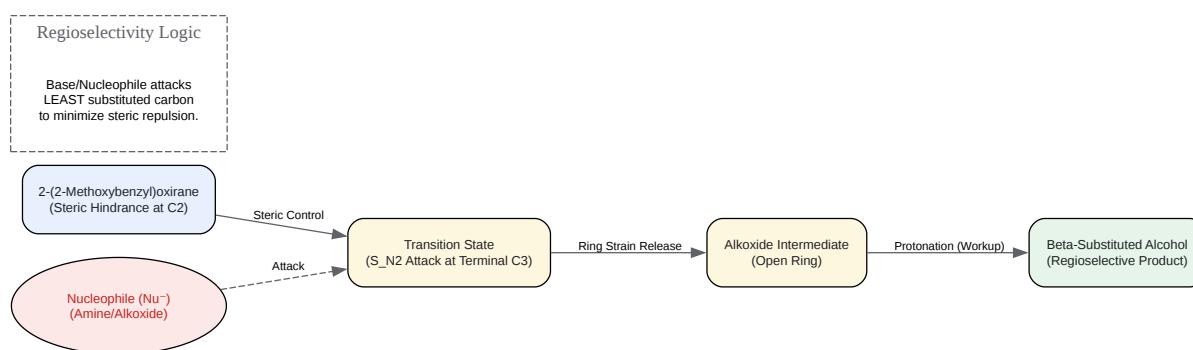 Regioselectivity Logic
Base/Nucleophile attacks
LEAST substituted carbon
to minimize steric repulsion.
2-(2-Methoxybenzyl)oxirane
(Steric Hindrance at C2)
Steric Control
Nucleophile (Nu⁻)
(Amine/Alkoxide)
Attack
Transition State
(S_N2 Attack at Terminal C3)
Ring Strain Release
Alkoxide Intermediate
(Open Ring)
Protonation (Workup)
Beta-Substituted Alcohol
(Regioselective Product)